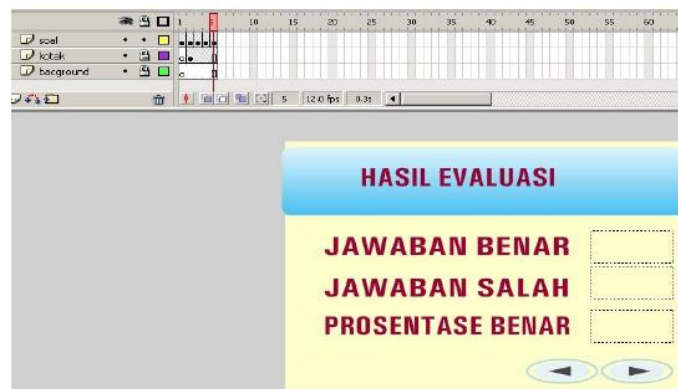 1 5 10 15 20 25 30 35 40 45 50 55 60
soal
kotak
bacground
5 12.0 fps 0.3s
HASIL EVALUASI
JAWABAN BENAR
JAWABAN SALAH
PROSENTASE BENAR